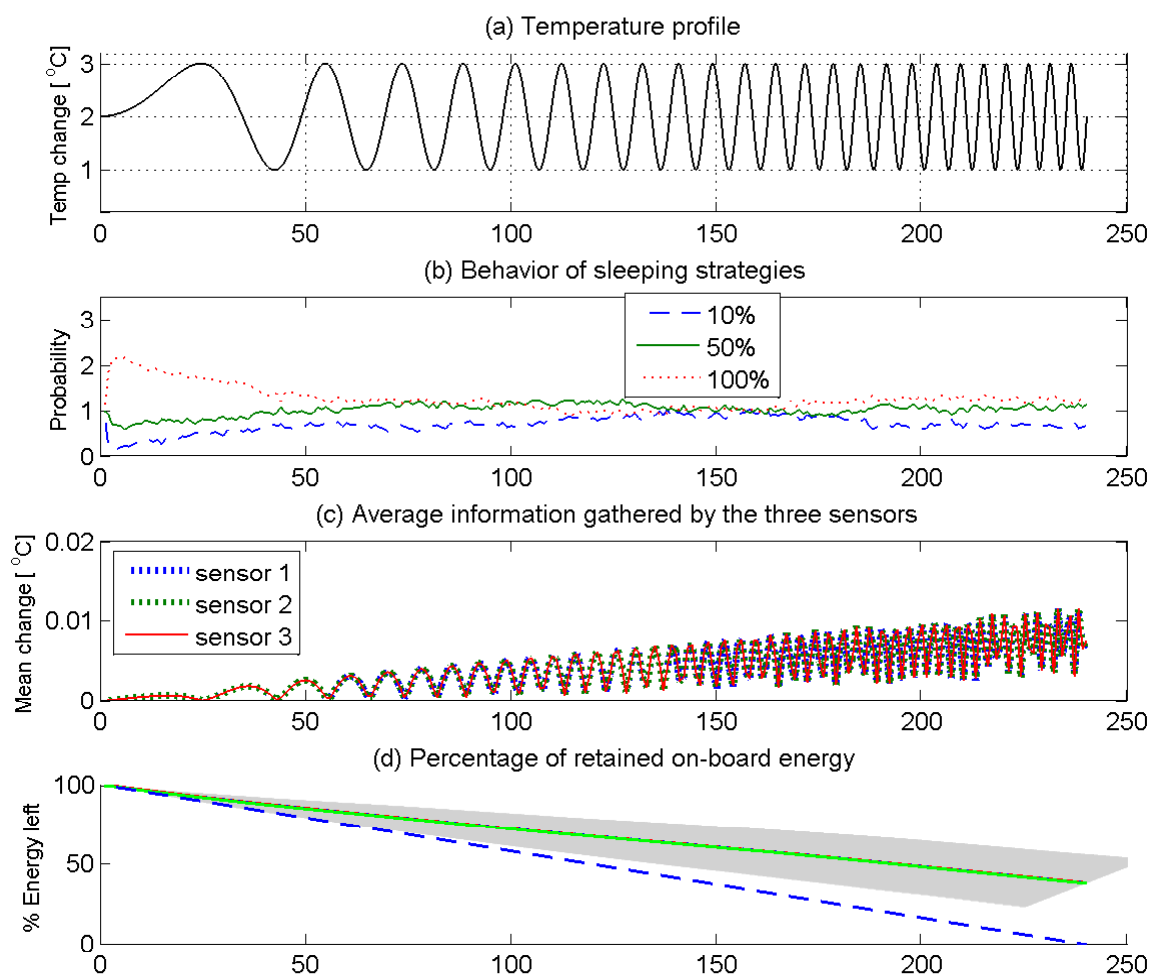 (a) Temperature profile
Temp change [ °C]
3
2
1
0 50 100 150 200 250
(b) Behavior of sleeping strategies
Probability
3
2
1
0
10%
50%
100%
0 50 100 150 200 250
(c) Average information gathered by the three sensors
Mean change [ °C]
0.02
0.01
0
sensor 1
sensor 2
sensor 3
0 50 100 150 200 250
(d) Percentage of retained on-board energy
% Energy left
100
50
0
0 50 100 150 200 250